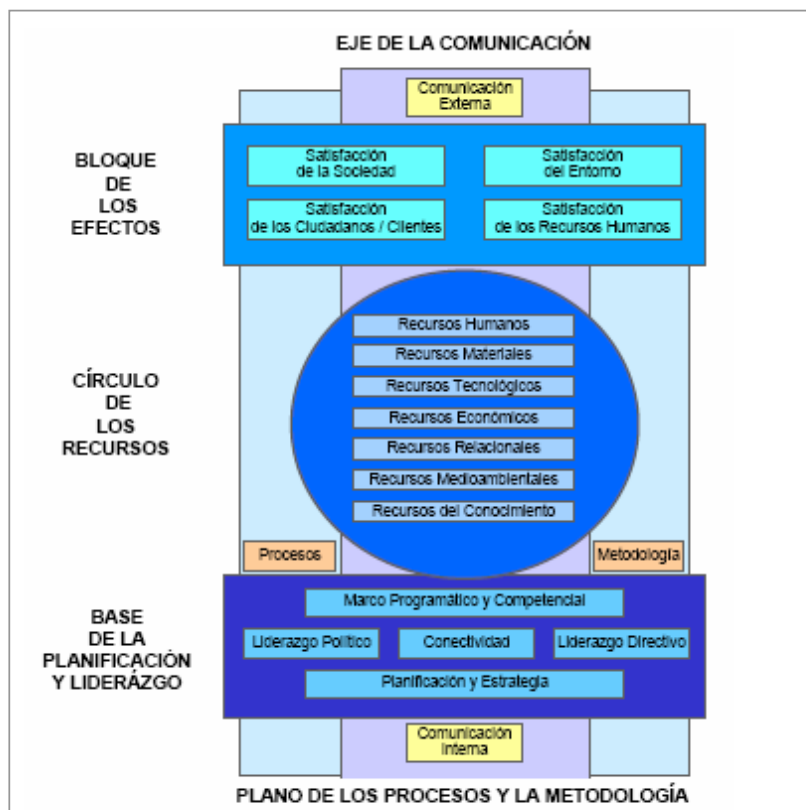 EJE DE LA COMUNICACIÓN
Comunicación
Externa
BLOQUE
DE
LOS
EFECTOS
Satisfacción
de la Sociedad
Satisfacción
del Entorno
Satisfacción
de los Ciudadanos / Clientes
Satisfacción
de los Recursos Humanos
CÍRCULO
DE
LOS
RECURSOS
Recursos Humanos
Recursos Materiales
Recursos Tecnológicos
Recursos Económicos
Recursos Relacionales
Recursos Medioambientales
Recursos del Conocimiento
Procesos
Metodología
BASE
DE LA
PLANIFICACIÓN
Y LIDERÁZGO
Marco Programático y Competencial
Liderazgo Político
Conectividad
Liderazgo Directivo
Planificación y Estrategia
Comunicación
Interna
PLANO DE LOS PROCESOS Y LA METODOLOGÍA